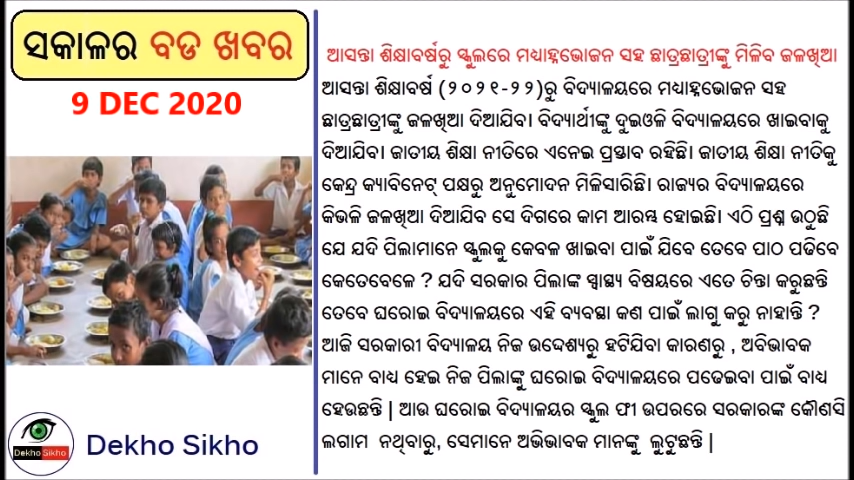 ସକାଳର ବଡ ଖବର
9 DEC 2020
ଆସନ୍ତା ଶିକ୍ଷାବର୍ଷରୁ ସ୍କୁଲରେ ମଧ୍ୟାହ୍ନଭୋଜନ ସହ ଛାତ୍ରଛାତ୍ରୀଙ୍କୁ ମିଳିବ ଜଳଖିଆ
ଆସନ୍ତା ଶିକ୍ଷାବର୍ଷ (୨୦୨୧-୨୨)ରୁ ବିଦ୍ୟାଳୟରେ ମଧ୍ୟାହ୍ନଭୋଜନ ସହ
ଛାତ୍ରଛାତ୍ରୀଙ୍କୁ ଜଳଖିଆ ଦିଆଯିବ। ବିଦ୍ୟାର୍ଥୀଙ୍କୁ ଦୁଇଓଳି ବିଦ୍ୟାଳୟରେ ଖାଇବାକୁ
ଦିଆଯିବ। ଜାତୀୟ ଶିକ୍ଷା ନୀତିରେ ଏନେଇ ପ୍ରସ୍ତାବ ରହିଛି। ଜାତୀୟ ଶିକ୍ଷା ନୀତିକୁ
କେନ୍ଦ୍ର କ୍ୟାବିନେଟ୍ ପକ୍ଷରୁ ଅନୁମୋଦନ ମିଳିସାରିଛି। ରାଜ୍ୟର ବିଦ୍ୟାଳୟରେ
କିଭଳି ଜଳଖିଆ ଦିଆଯିବ ସେ ଦିଗରେ କାମ ଆରମ୍ଭ ହୋଇଛି। ଏଠି ପ୍ରଶ୍ନ ଉଠୁଛି
ଯେ ଯଦି ପିଲାମାନେ ସ୍କୁଲକୁ କେବଳ ଖାଇବା ପାଇଁ ଯିବେ ତେବେ ପାଠ ପଢିବେ
କେତେବେଳେ ? ଯଦି ସରକାର ପିଲାଙ୍କ ସ୍ୱାସ୍ଥ୍ୟ ବିଷୟରେ ଏତେ ଚିନ୍ତା କରୁଛନ୍ତି
ତେବେ ଘରୋଇ ବିଦ୍ୟାଳୟରେ ଏହି ବ୍ୟବସ୍ଥା କଣ ପାଇଁ ଲାଗୁ କରୁ ନାହାନ୍ତି ?
ଆଜି ସରକାରୀ ବିଦ୍ୟାଳୟ ନିଜ ଉଦ୍ଦେଶ୍ୟରୁ ହଟିଯିବା କାରଣରୁ , ଅବିଭାବକ
ମାନେ ବାଧ୍ୟ ହେଇ ନିଜ ପିଲାଙ୍କୁ ଘରୋଇ ବିଦ୍ୟାଳୟରେ ପଢେଇବା ପାଇଁ ବାଧ୍ୟ
ହେଉଛନ୍ତି | ଆଉ ଘରୋଇ ବିଦ୍ୟାଳୟର ସ୍କୁଲ ଫୀ ଉପରରେ ସରକାରଙ୍କ କୌଣସି
ଲଗାମ ନଥିବାରୁ, ସେମାନେ ଅଭିଭାବକ ମାନଙ୍କୁ ଲୁଟୁଛନ୍ତି |
Dekho Sikho
Dekho Sikho